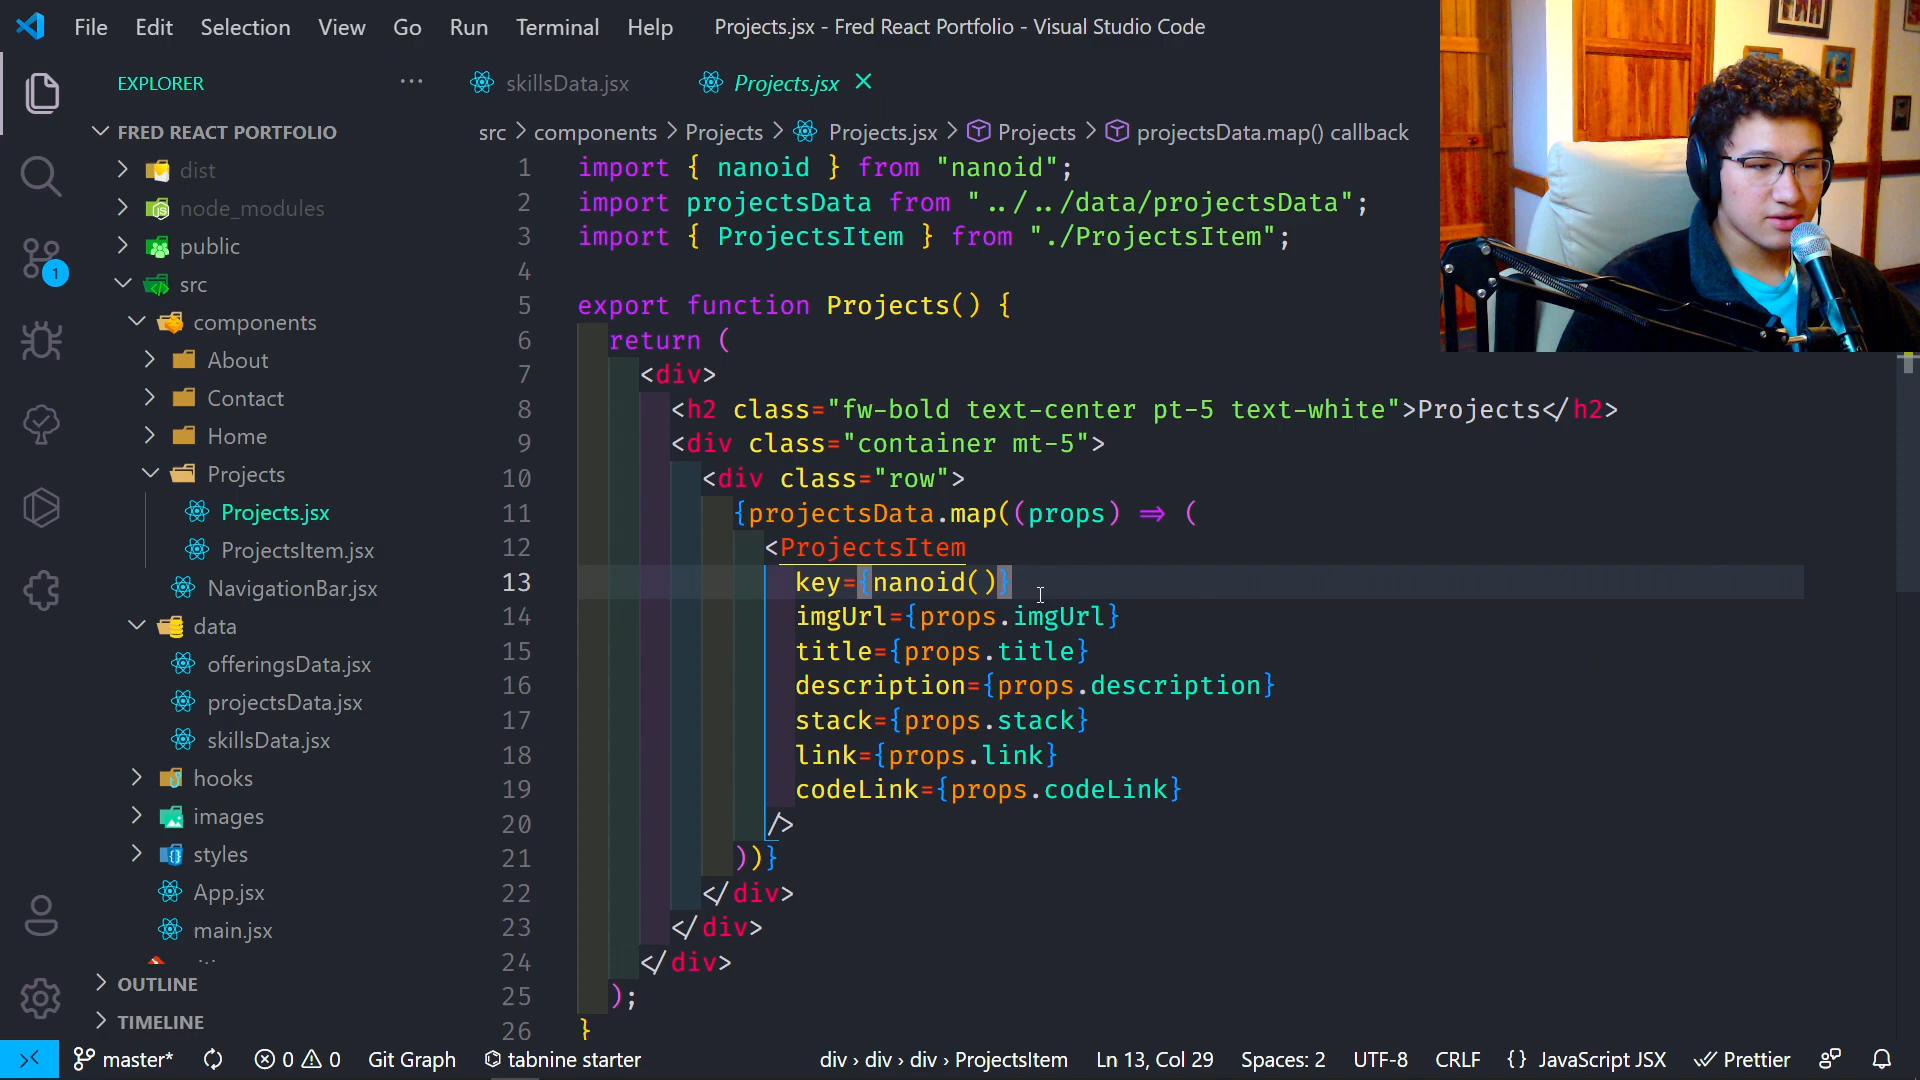 File Edit Selection View Go Run Terminal Help Projects.jsx - Fred React Portfolio - Visual Studio Code
EXPLORER ···
skillsData.jsx Projects.jsx
FRED REACT PORTFOLIO
dist
node_modules
public
src
components
About
Contact
Home
Projects
Projects.jsx
ProjectsItem.jsx
NavigationBar.jsx
data
offeringsData.jsx
projectsData.jsx
skillsData.jsx
hooks
images
styles
App.jsx
main.jsx
OUTLINE
TIMELINE
1
src > components > Projects > Projects.jsx > Projects > projectsData.map() callback
1 import { nanoid } from "nanoid";
2 import projectsData from "../../data/projectsData";
3 import { ProjectsItem } from "./ProjectsItem";
4
5 export function Projects() {
6 return (
7 <div>
8 <h2 class="fw-bold text-center pt-5 text-white">Projects</h2>
9 <div class="container mt-5">
10 <div class="row">
11 {projectsData.map((props) => (
12 <ProjectsItem
13 key={nanoid()}
14 imgUrl={props.imgUrl}
15 title={props.title}
16 description={props.description}
17 stack={props.stack}
18 link={props.link}
19 codeLink={props.codeLink}
20 />
21 ))}
22 </div>
23 </div>
24 </div>
25 );
26 }
master* 0 0 Git Graph tabnine starter div › div › div › ProjectsItem Ln 13, Col 29 Spaces: 2 UTF-8 CRLF {} JavaScript JSX Prettier